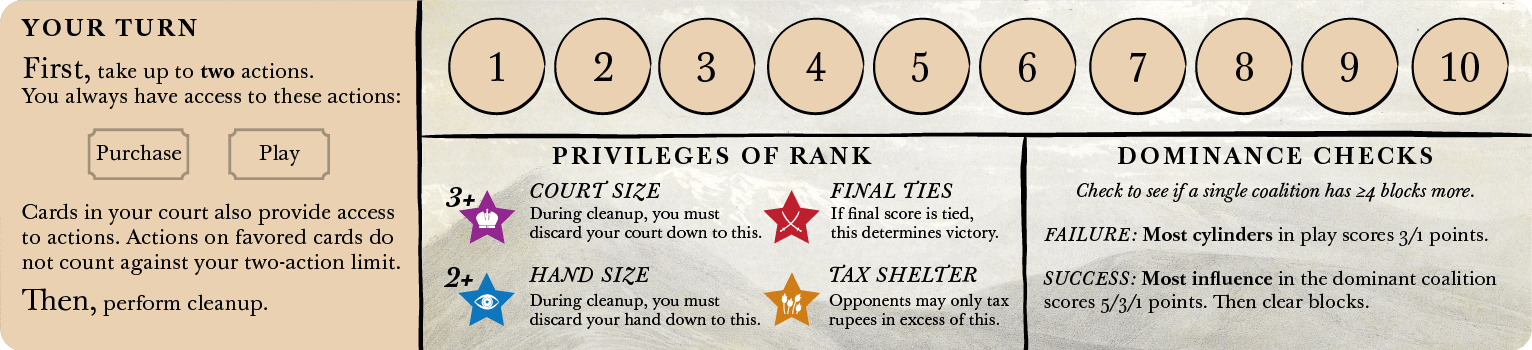 YOUR TURN
First, take up to two actions.
You always have access to these actions:
Purchase
Play
Cards in your court also provide access
to actions. Actions on favored cards do
not count against your two-action limit.
Then, perform cleanup.
1 2 3 4 5 6 7 8 9 10
PRIVILEGES OF RANK
3+
COURT SIZE
During cleanup, you must
discard your court down to this.
FINAL TIES
If final score is tied,
this determines victory.
2+
HAND SIZE
During cleanup, you must
discard your hand down to this.
TAX SHELTER
Opponents may only tax
rupees in excess of this.
DOMINANCE CHECKS
Check to see if a single coalition has ≥4 blocks more.
FAILURE: Most cylinders in play scores 3/1 points.
SUCCESS: Most influence in the dominant coalition
scores 5/3/1 points. Then clear blocks.